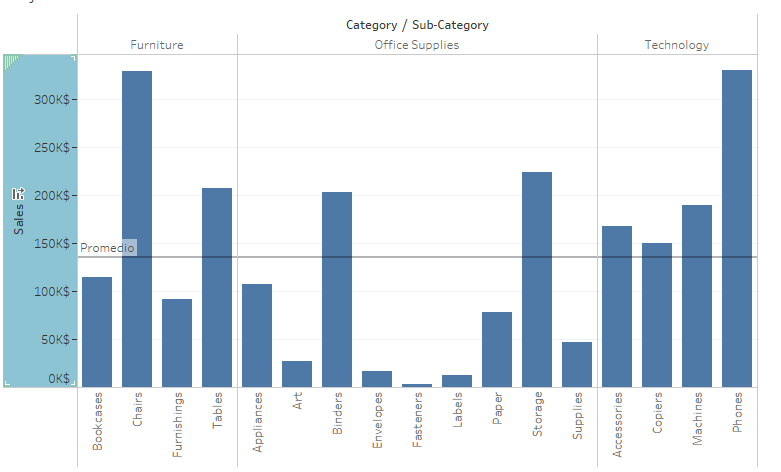 Category / Sub-Category
Furniture
Office Supplies
Technology
Sales
300K$
250K$
200K$
150K$
100K$
50K$
0K$
Promedio
Bookcases
Chairs
Furnishings
Tables
Appliances
Art
Binders
Envelopes
Fasteners
Labels
Paper
Storage
Supplies
Accessories
Copiers
Machines
Phones